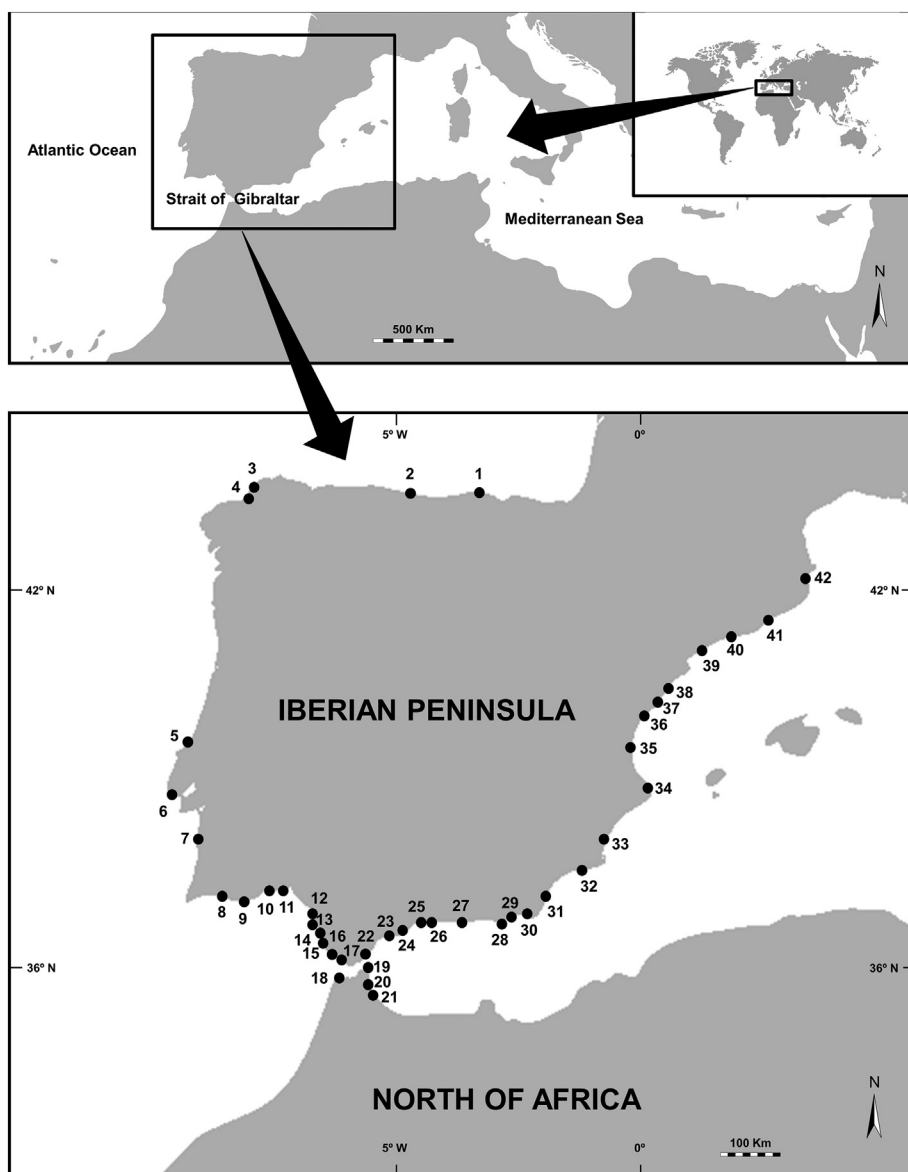 Atlantic Ocean
Strait of Gibraltar
Mediterranean Sea
N
500 Km
5º W
0º
3
2
1
4
42
42º N
42º N
41
40
39
38
IBERIAN PENINSULA
37
36
5
35
34
6
7
33
32
12
31
8
9
10
11
13
25
27
29
30
14
16
22
23
26
28
24
15
17
36º N
19
36º N
18
20
21
N
NORTH OF AFRICA
5º W
0º
100 Km